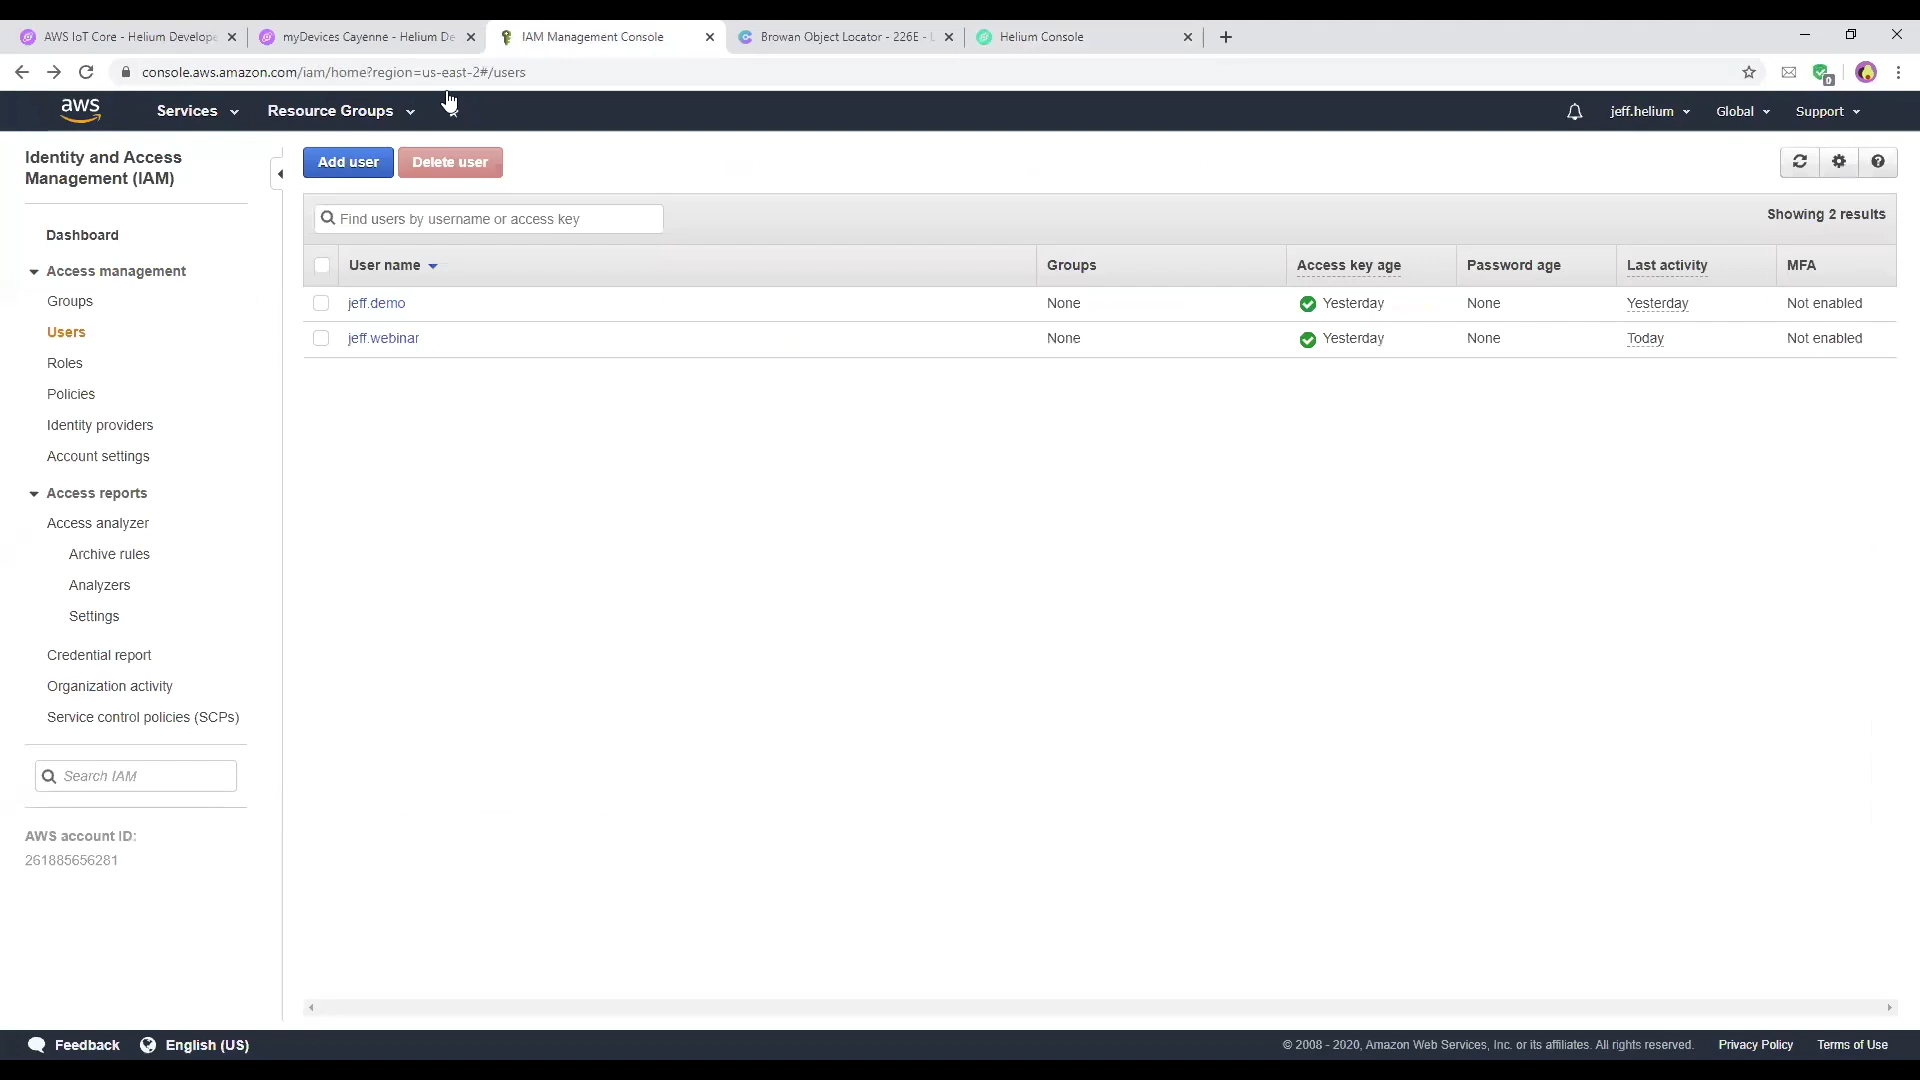 AWS IoT Core - Helium Develope
myDevices Cayenne - Helium De
IAM Management Console
Browan Object Locator - 226E - L
Helium Console
console.aws.amazon.com/iam/home?region=us-east-2#/users
0
aws
Services
Resource Groups
jeff.helium
Global
Support
Identity and Access
Management (IAM)
Dashboard
Access management
Groups
Users
Roles
Policies
Identity providers
Account settings
Access reports
Access analyzer
Archive rules
Analyzers
Settings
Credential report
Organization activity
Service control policies (SCPs)
Search IAM
AWS account ID:
261885656281
Add user
Delete user
Find users by username or access key
Showing 2 results
User name
Groups
Access key age
Password age
Last activity
MFA
jeff.demo
None
Yesterday
None
Yesterday
Not enabled
jeff.webinar
None
Yesterday
None
Today
Not enabled
Feedback
English (US)
© 2008 - 2020, Amazon Web Services, Inc. or its affiliates. All rights reserved.
Privacy Policy
Terms of Use